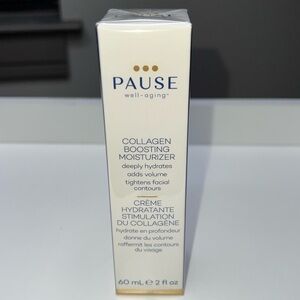 PAUSE
well-aging®
COLLAGEN
BOOSTING
MOISTURIZER
deeply hydrates
adds volume
tightens facial
contours
CRÈME
HYDRATANTE
STIMULATION
DU COLLAGÈNE
hydrate en profondeur
donne du volume
raffermit les contours
du visage
60 mL ℮ 2 fl oz